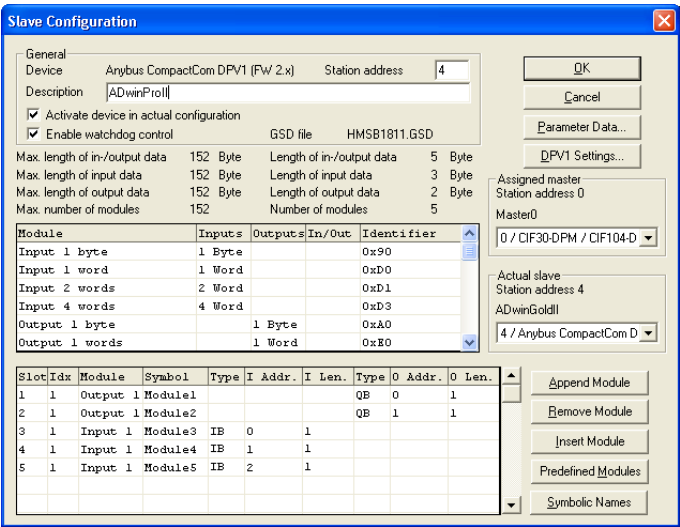 Slave Configuration
General
Device Anybus CompactCom DPV1 (FW 2.x) Station address 4
Description ADwinProII
Activate device in actual configuration
Enable watchdog control GSD file HMSB1811.GSD
OK
Cancel
Parameter Data...
DPV1 Settings...
Max. length of in-/output data 152 Byte Length of in-/output data 5 Byte
Max. length of input data 152 Byte Length of input data 3 Byte
Max. length of output data 152 Byte Length of output data 2 Byte
Max. number of modules 152 Number of modules 5
Assigned master
Station address 0
Master0
0 / CIF30-DPM / CIF104-D
Actual slave
Station address 4
ADwinGoldII
4 / Anybus CompactCom D
Module Inputs Outputs In/Out Identifier
Input 1 byte 1 Byte 0x90
Input 1 word 1 Word 0xD0
Input 2 words 2 Word 0xD1
Input 4 words 4 Word 0xD3
Output 1 byte 1 Byte 0xA0
Output 1 words 1 Word 0xE0
Slot Idx Module Symbol Type I Addr. I Len. Type O Addr. O Len.
1 1 Output 1 Module1 QB 0 1
2 1 Output 1 Module2 QB 1 1
3 1 Input 1 Module3 IB 0 1
4 1 Input 1 Module4 IB 1 1
5 1 Input 1 Module5 IB 2 1
Append Module
Remove Module
Insert Module
Predefined Modules
Symbolic Names